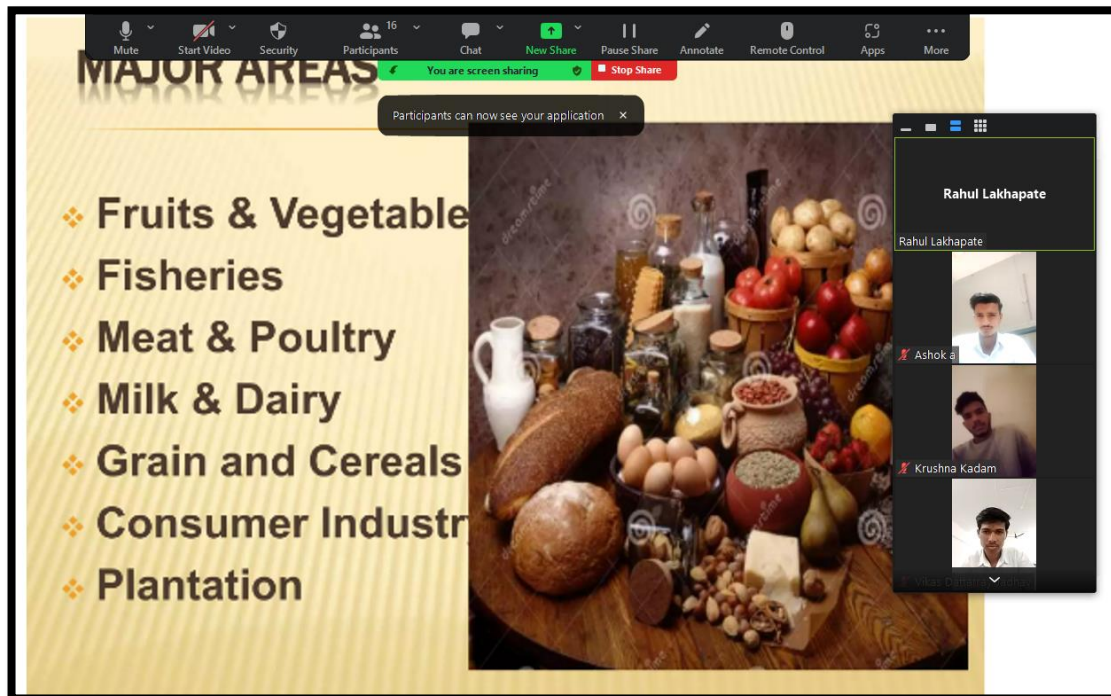 16
Mute
Start Video
Security
Participants
Chat
New Share
Pause Share
Annotate
Remote Control
Apps
More
MAJOR AREAS
You are screen sharing
Stop Share
Participants can now see your application
Fruits & Vegetable
Fisheries
Meat & Poultry
Milk & Dairy
Grain and Cereals
Consumer Industr
Plantation
dreamstime
Rahul Lakhapate
Rahul Lakhapate
Ashok a
Krushna Kadam
Vikas